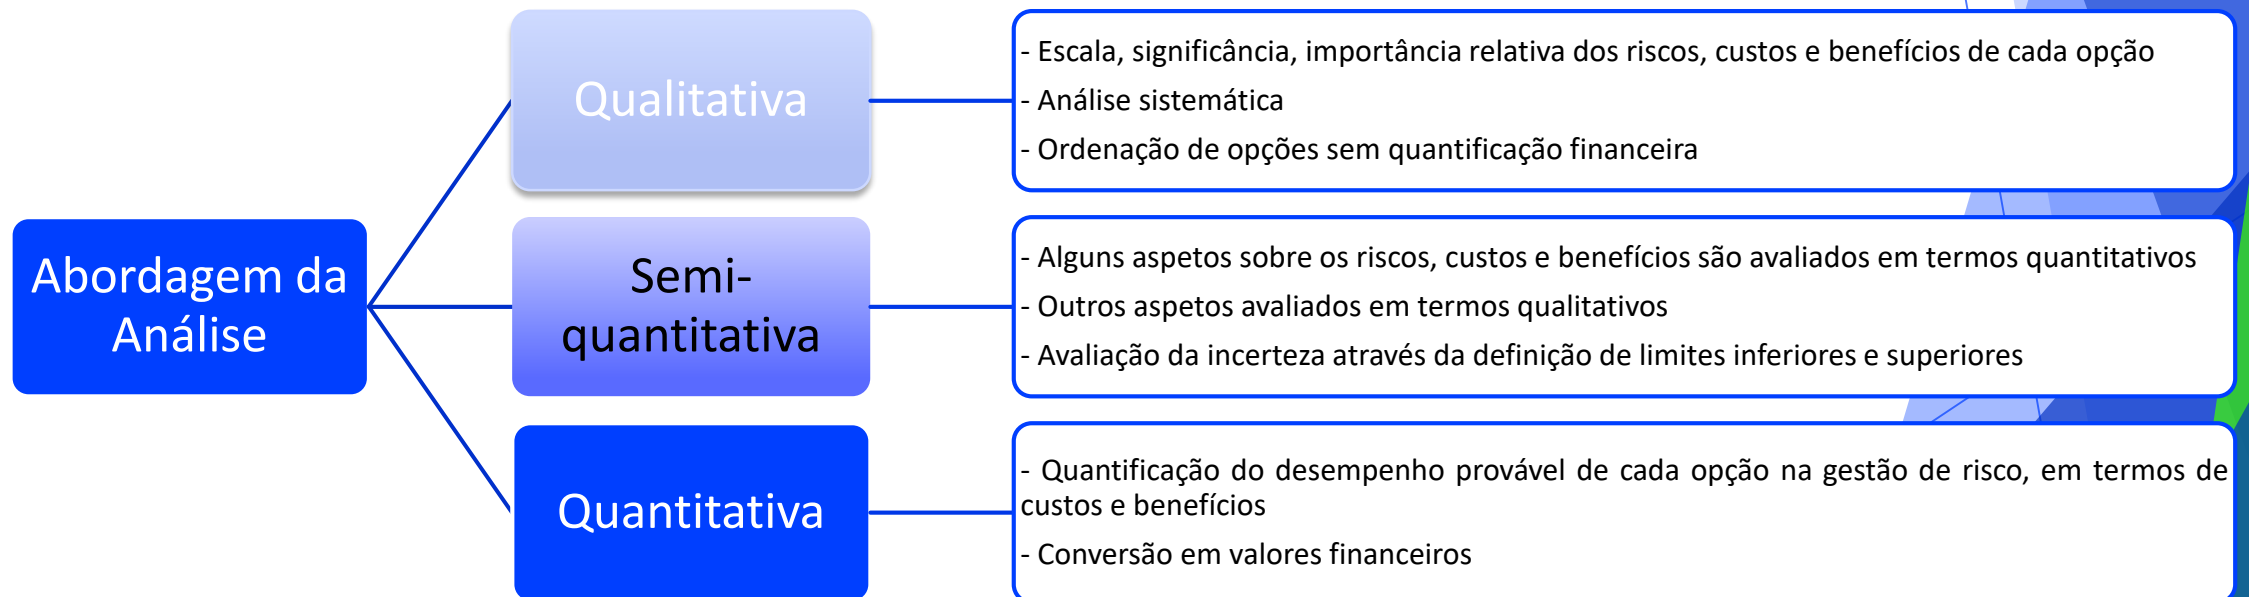 Abordagem da
Análise
Qualitativa
- Escala, significância, importância relativa dos riscos, custos e benefícios de cada opção
- Análise sistemática
- Ordenação de opções sem quantificação financeira
Semi-
quantitativa
- Alguns aspetos sobre os riscos, custos e benefícios são avaliados em termos quantitativos
- Outros aspetos avaliados em termos qualitativos
- Avaliação da incerteza através da definição de limites inferiores e superiores
Quantitativa
- Quantificação do desempenho provável de cada opção na gestão de risco, em termos de
custos e benefícios
- Conversão em valores financeiros